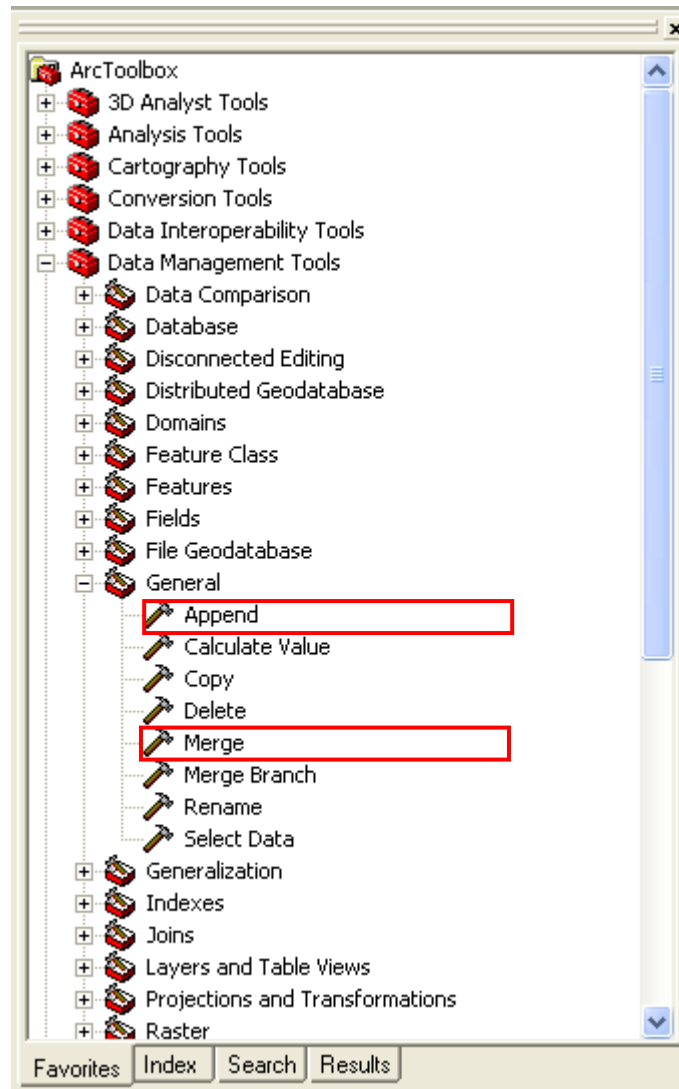 ArcToolbox
3D Analyst Tools
Analysis Tools
Cartography Tools
Conversion Tools
Data Interoperability Tools
Data Management Tools
Data Comparison
Database
Disconnected Editing
Distributed Geodatabase
Domains
Feature Class
Features
Fields
File Geodatabase
General
Append
Calculate Value
Copy
Delete
Merge
Merge Branch
Rename
Select Data
Generalization
Indexes
Joins
Layers and Table Views
Projections and Transformations
Raster
Favorites Index Search Results